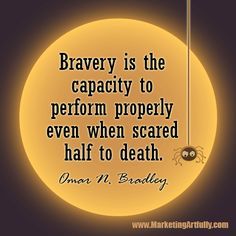 Bravery is the
capacity to
perform properly
even when scared
half to death.
Omar N. Bradley
www.MarketingArtfully.com